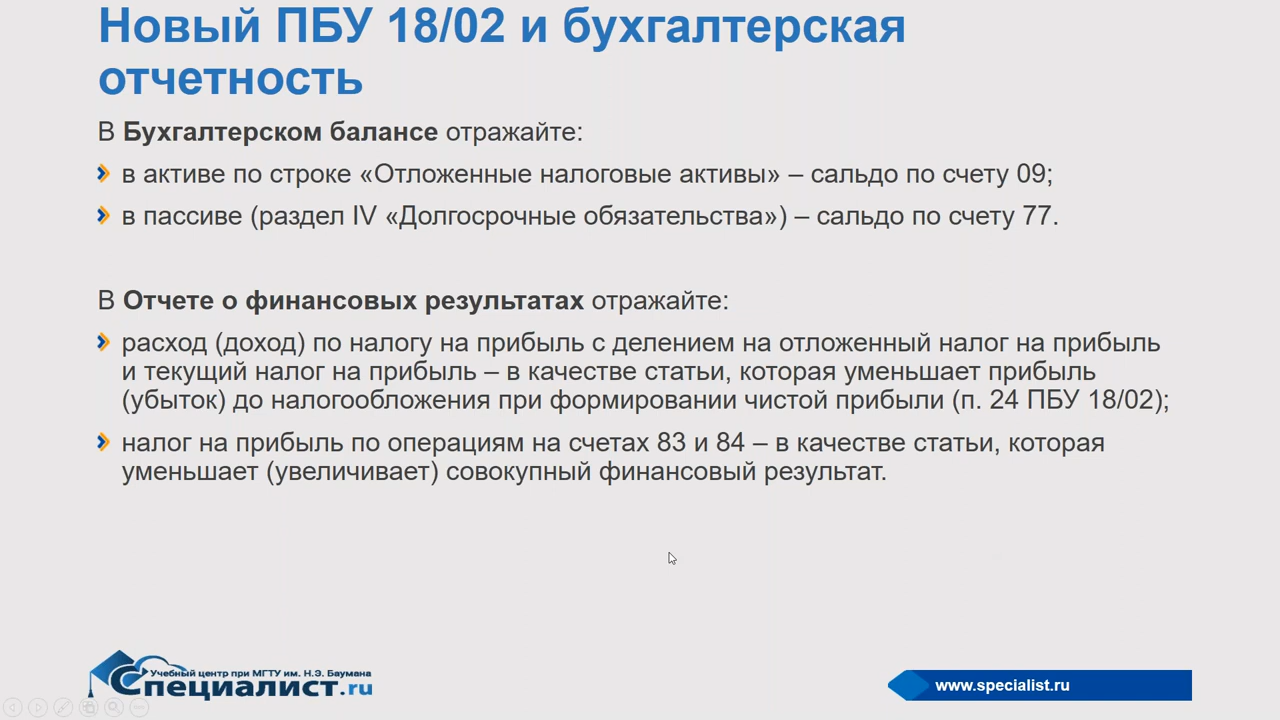 Новый ПБУ 18/02 и бухгалтерская
отчетность
В Бухгалтерском балансе отражайте:
в активе по строке «Отложенные налоговые активы» – сальдо по счету 09;
в пассиве (раздел IV «Долгосрочные обязательства») – сальдо по счету 77.
В Отчете о финансовых результатах отражайте:
расход (доход) по налогу на прибыль с делением на отложенный налог на прибыль
и текущий налог на прибыль – в качестве статьи, которая уменьшает прибыль
(убыток) до налогообложения при формировании чистой прибыли (п. 24 ПБУ 18/02);
налог на прибыль по операциям на счетах 83 и 84 – в качестве статьи, которая
уменьшает (увеличивает) совокупный финансовый результат.
Учебный центр при МГТУ им. Н.Э. Баумана
Специалист.ru
www.specialist.ru